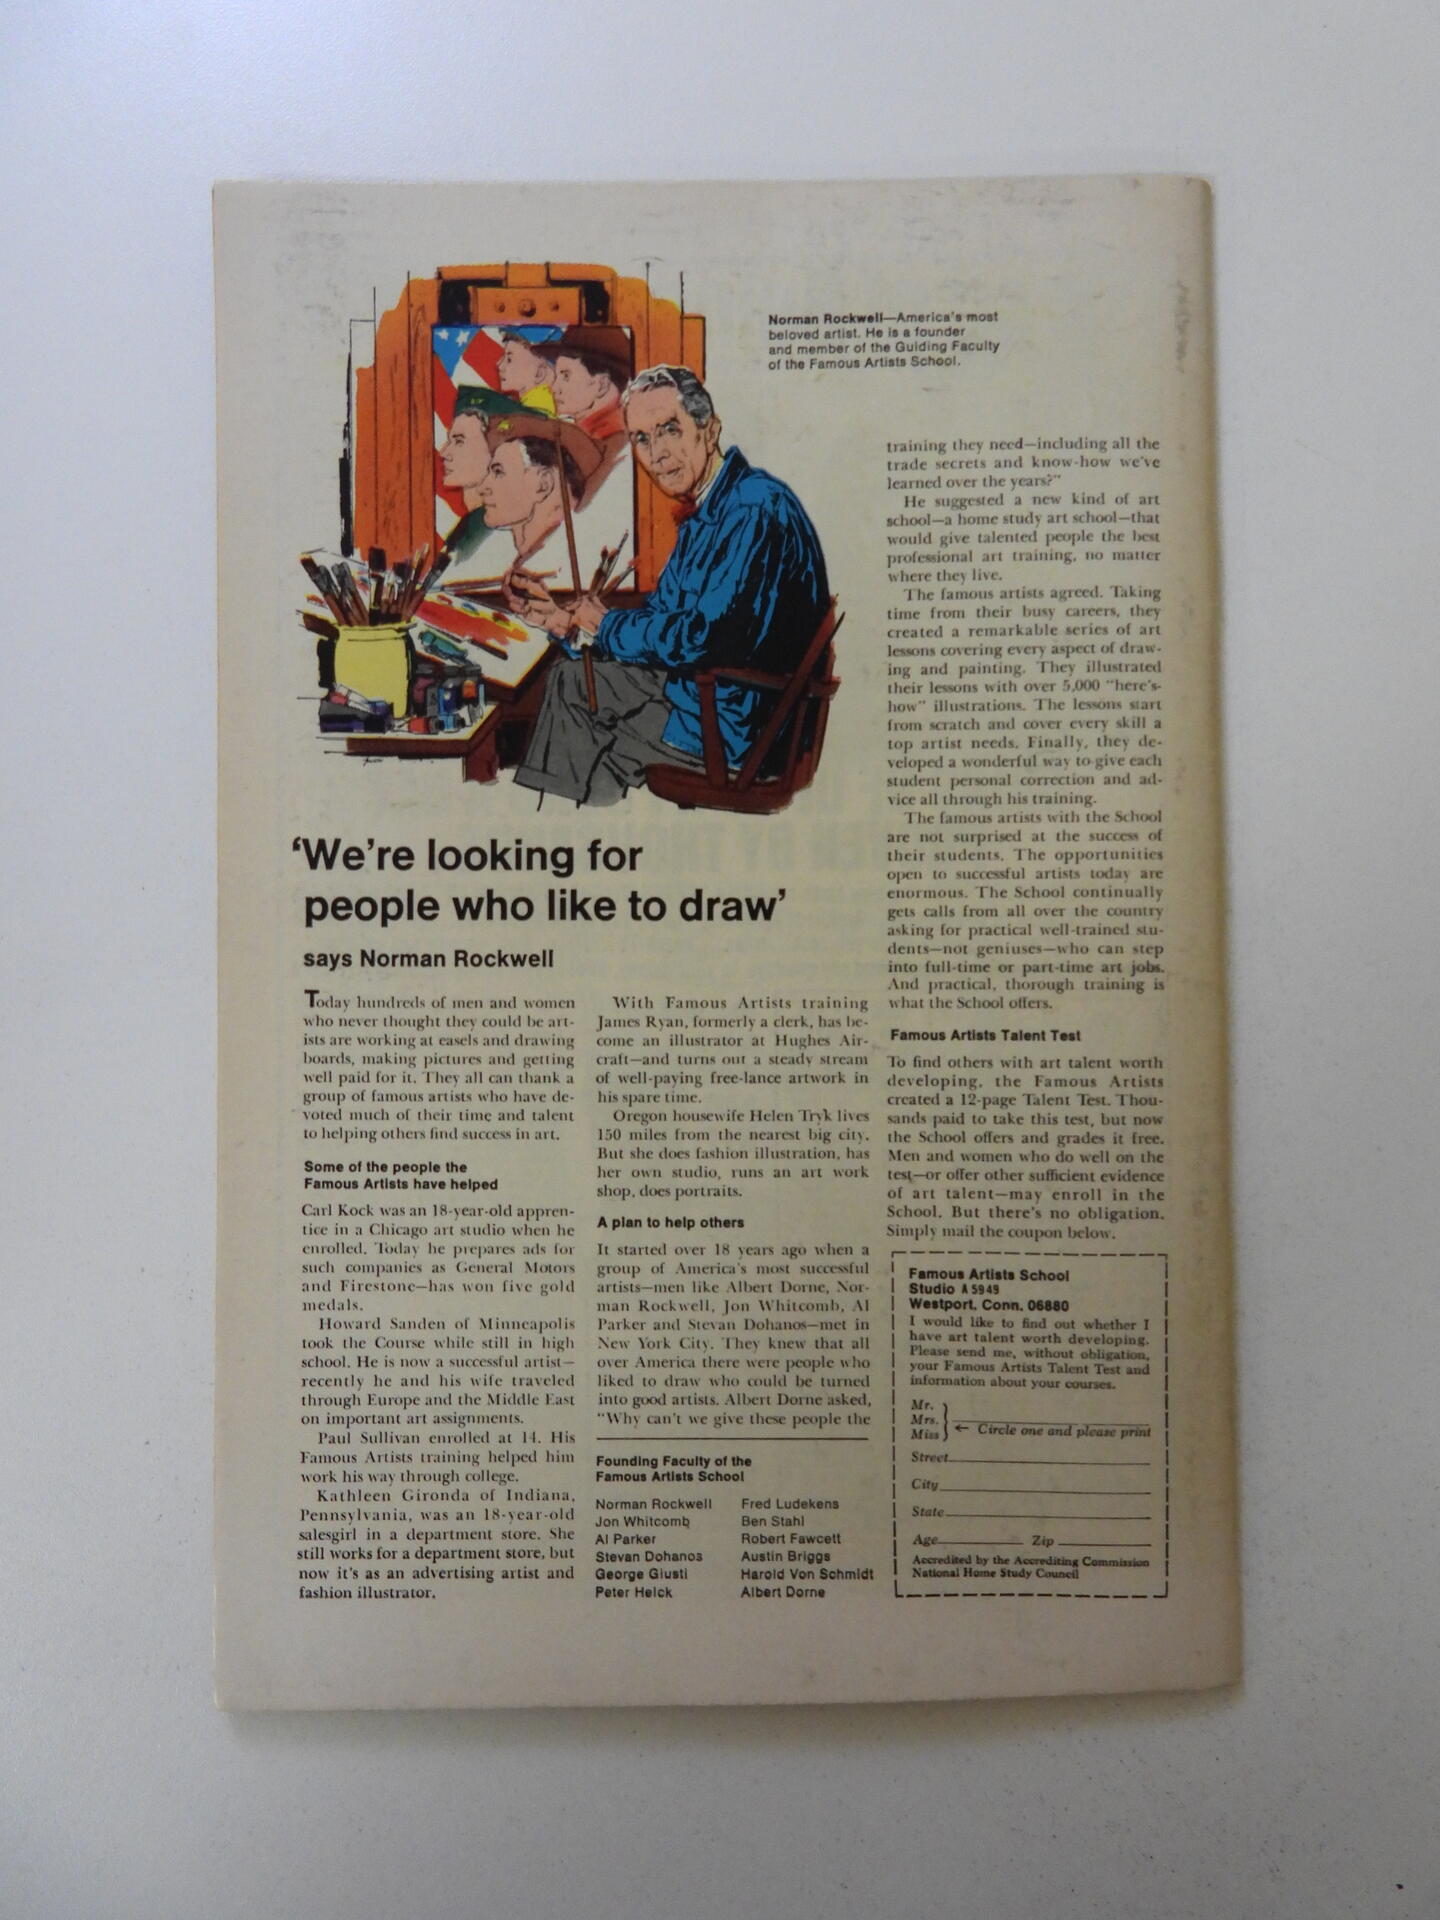 Norman Rockwell—America's most
beloved artist. He is a founder
and member of the Guiding Faculty
of the Famous Artists School.
'We're looking for
people who like to draw'
says Norman Rockwell
Today hundreds of men and women
who never thought they could be art-
ists are working at easels and drawing
boards, making pictures and getting
well paid for it. They all can thank a
group of famous artists who have de-
voted much of their time and talent
to helping others find success in art.
Some of the people the
Famous Artists have helped
Carl Kock was an 18-year-old appren-
tice in a Chicago art studio when he
enrolled. Today he prepares ads for
such companies as General Motors
and Firestone—has won five gold
medals.
Howard Sanden of Minneapolis
took the Course while still in high
school. He is now a successful artist—
recently he and his wife traveled
through Europe and the Middle East
on important art assignments.
Paul Sullivan enrolled at 14. His
Famous Artists training helped him
work his way through college.
Kathleen Gironda of Indiana,
Pennsylvania, was an 18-year-old
salesgirl in a department store. She
still works for a department store, but
now it's as an advertising artist and
fashion illustrator.
With Famous Artists training
James Ryan, formerly a clerk, has be-
come an illustrator at Hughes Air-
craft—and turns out a steady stream
of well-paying free-lance artwork in
his spare time.
Oregon housewife Helen Tryk lives
150 miles from the nearest big city.
But she does fashion illustration, has
her own studio, runs an art work
shop, does portraits.
A plan to help others
It started over 18 years ago when a
group of America's most successful
artists—men like Albert Dorne, Nor-
man Rockwell, Jon Whitcomb, Al
Parker and Stevan Dohanos—met in
New York City. They knew that all
over America there were people who
liked to draw who could be turned
into good artists. Albert Dorne asked,
"Why can't we give these people the
Founding Faculty of the
Famous Artists School
Norman Rockwell
Jon Whitcomb
Al Parker
Stevan Dohanos
George Giusti
Peter Helck
Fred Ludekens
Ben Stahl
Robert Fawcett
Austin Briggs
Harold Von Schmidt
Albert Dorne
training they need—including all the
trade secrets and know-how we've
learned over the years?"
He suggested a new kind of art
school—a home study art school—that
would give talented people the best
professional art training, no matter
where they live.
The famous artists agreed. Taking
time from their busy careers, they
created a remarkable series of art
lessons covering every aspect of draw-
ing and painting. They illustrated
their lessons with over 5,000 "here's-
how" illustrations. The lessons start
from scratch and cover every skill a
top artist needs. Finally, they de-
veloped a wonderful way to give each
student personal correction and ad-
vice all through his training.
The famous artists with the School
are not surprised at the success of
their students. The opportunities
open to successful artists today are
enormous. The School continually
gets calls from all over the country
asking for practical well-trained stu-
dents—not geniuses—who can step
into full-time or part-time art jobs.
And practical, thorough training is
what the School offers.
Famous Artists Talent Test
To find others with art talent worth
developing, the Famous Artists
created a 12-page Talent Test. Thou-
sands paid to take this test, but now
the School offers and grades it free.
Men and women who do well on the
test—or offer other sufficient evidence
of art talent—may enroll in the
School. But there's no obligation.
Simply mail the coupon below.
Famous Artists School
Studio A5949
Westport, Conn. 06880
I would like to find out whether I
have art talent worth developing.
Please send me, without obligation,
your Famous Artists Talent Test and
information about your courses.
Mr.
Mrs.
Miss
← Circle one and please print
Street
City
State
Age Zip
Accredited by the Accrediting Commission
National Home Study Council